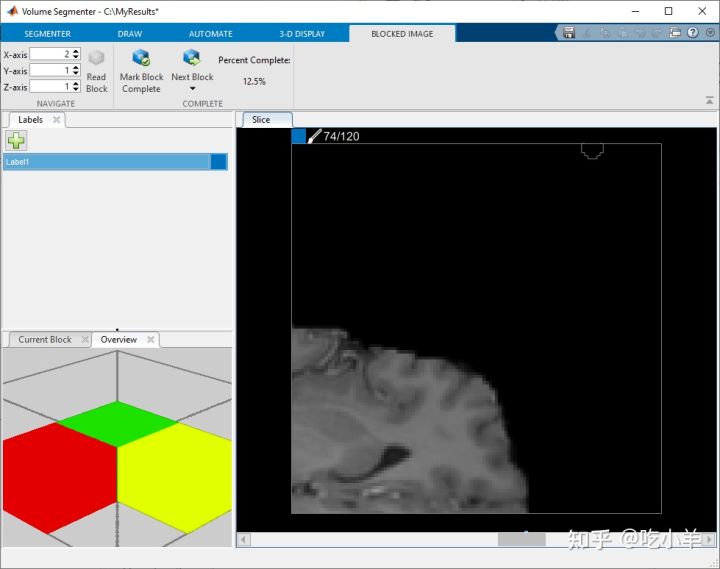 Volume Segmenter - C:\MyResults*
SEGMENTER DRAW AUTOMATE 3-D DISPLAY BLOCKED IMAGE
X-axis 2
Y-axis 1
Z-axis 1
Read
Block
Mark Block
Complete
Next Block
Percent Complete:
12.5%
NAVIGATE COMPLETE
Labels
Label1
Slice
74/120
Current Block Overview
知乎 @吃小羊